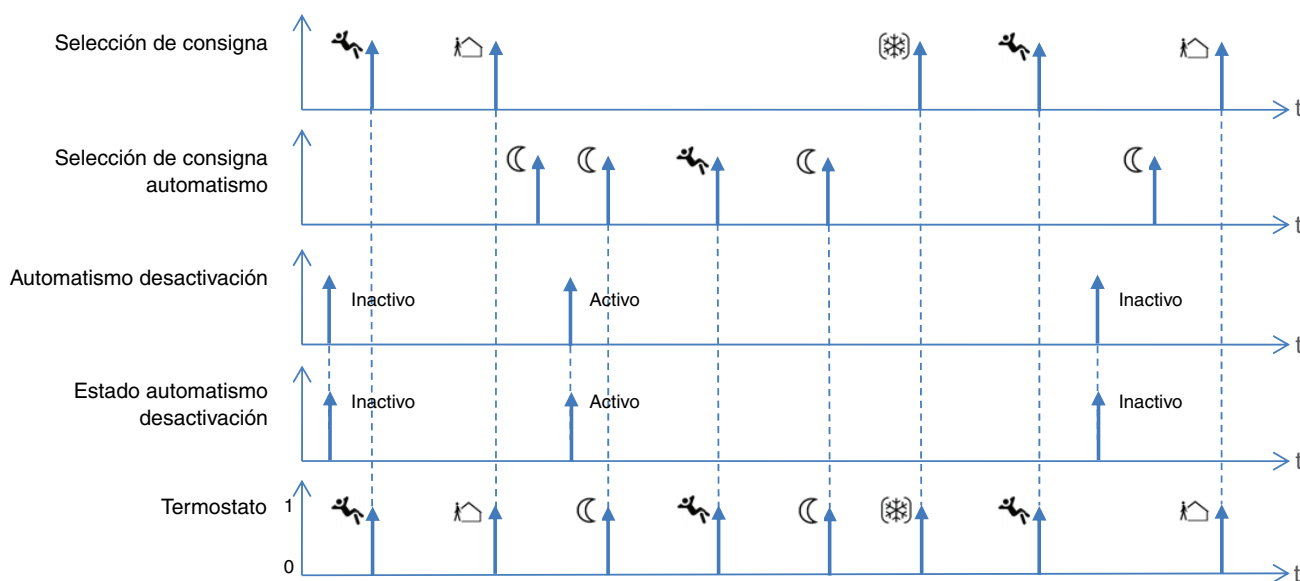 Selección de consigna
t
Selección de consigna
automatismo
t
Automatismo desactivación
Inactivo
Activo
Inactivo
t
Estado automatismo
desactivación
Inactivo
Activo
Inactivo
t
Termostato
1
0
t